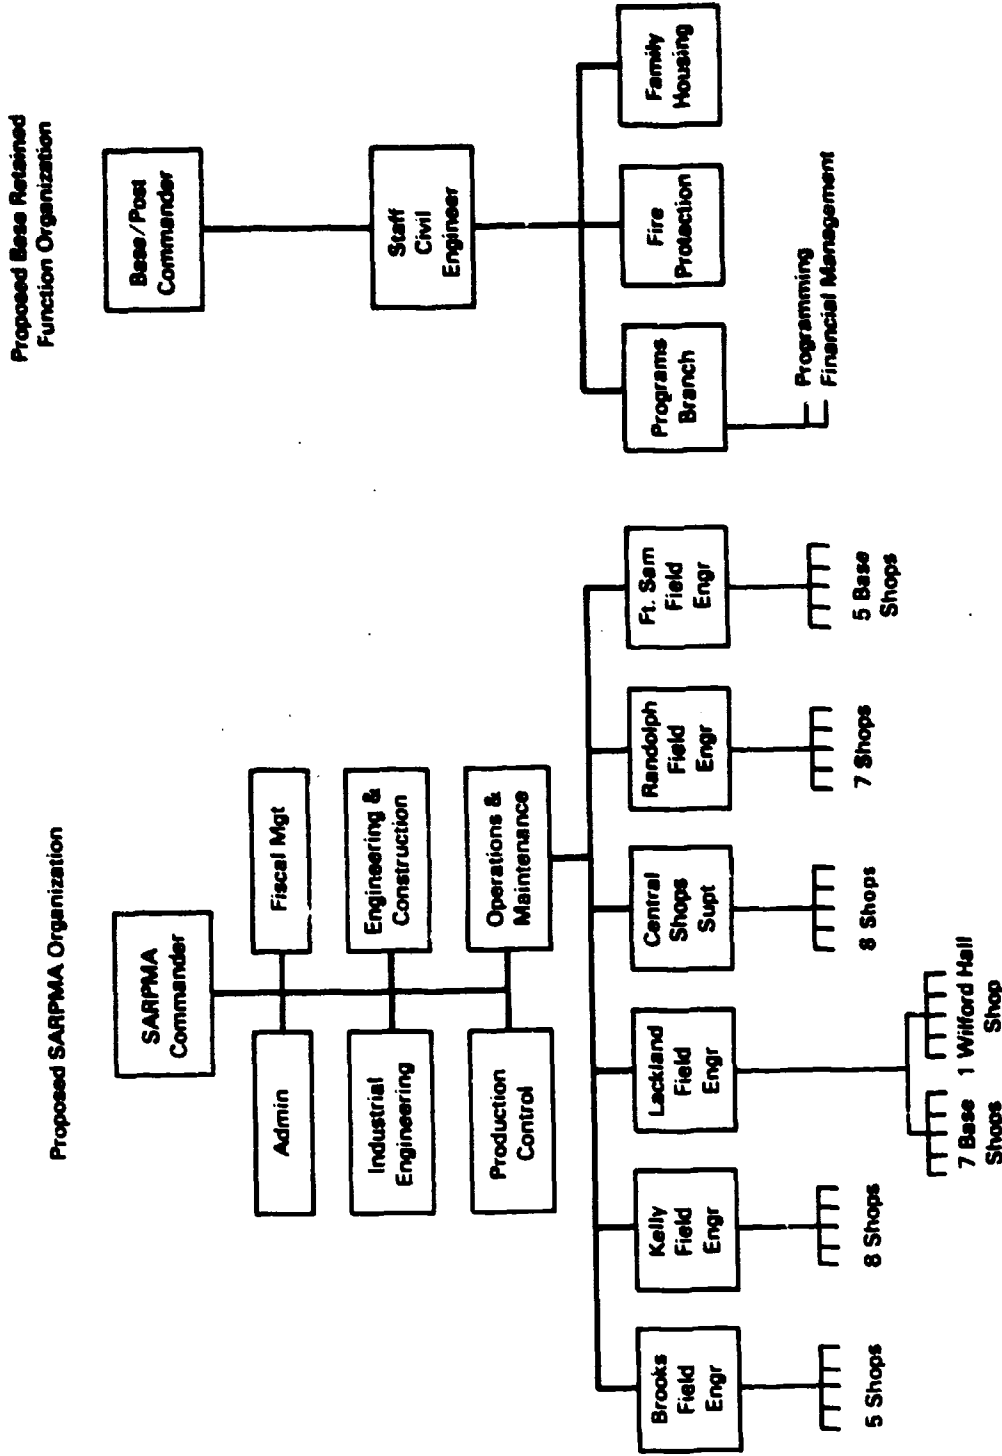 Proposed SARPMA Organization
SARPMA
Commander
Admin
Fiscal Mgt
Industrial
Engineering
Engineering &
Construction
Production
Control
Operations &
Maintenance
Brooks
Field
Engr
Kelly
Field
Engr
Lackland
Field
Engr
Central
Shops
Supt
Randolph
Field
Engr
Ft. Sam
Field
Engr
5 Shops
8 Shops
7 Base
Shops
1 Wilford Hall
Shop
8 Shops
7 Shops
5 Base
Shops
Proposed Base Retained
Function Organization
Base/Post
Commander
Staff
Civil
Engineer
Programs
Branch
Fire
Protection
Family
Housing
Programming
Financial Management